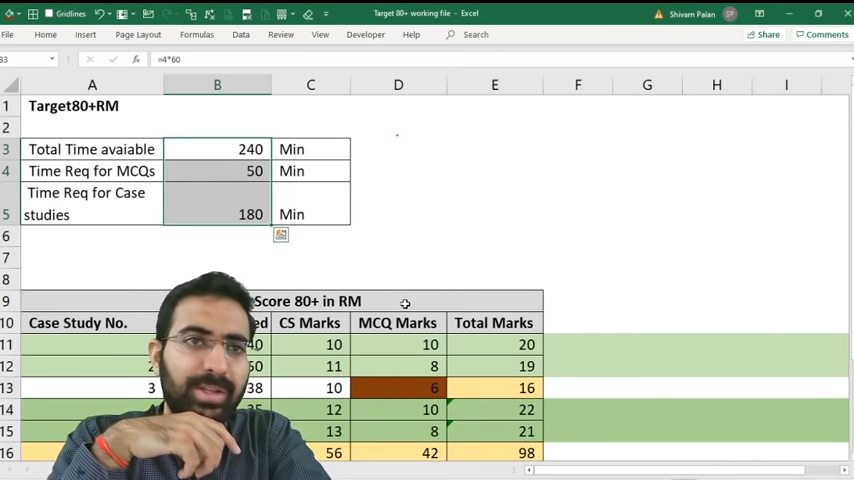 Gridlines
Target 80+ working file - Excel
Shivam Palan SP
File Home Insert Page Layout Formulas Data Review View Developer Help Search Share Comments
B3 fx =4*60
A B C D E F G H I
1 Target80+RM
2
3 Total Time avaiable 240 Min
4 Time Req for MCQs 50 Min
Time Req for Case
5 studies 180 Min
6
7
8
9 Score 80+ in RM
10 Case Study No. CS Marks MCQ Marks Total Marks
11 40 10 10 20
12 2 50 11 8 19
13 3 38 10 6 16
14 12 10 22
15 13 8 21
16 56 42 98